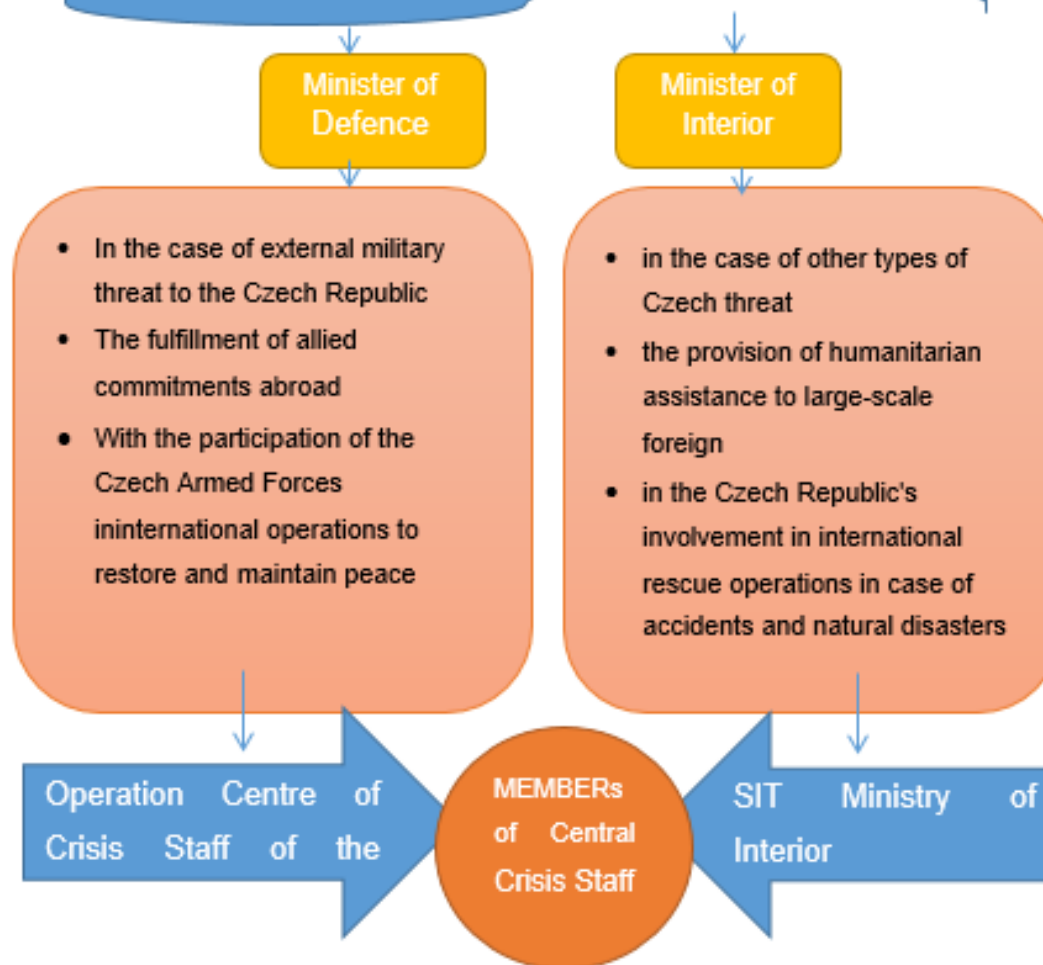 Minister of
Defence
Minister of
Interior
• In the case of external military
threat to the Czech Republic
• The fulfillment of allied
commitments abroad
• With the participation of the
Czech Armed Forces
ininternational operations to
restore and maintain peace
• in the case of other types of
Czech threat
• the provision of humanitarian
assistance to large-scale
foreign
• in the Czech Republic's
involvement in international
rescue operations in case of
accidents and natural disasters
Operation Centre of
Crisis Staff of the
MEMBERs
of Central
Crisis Staff
SIT Ministry of
Interior